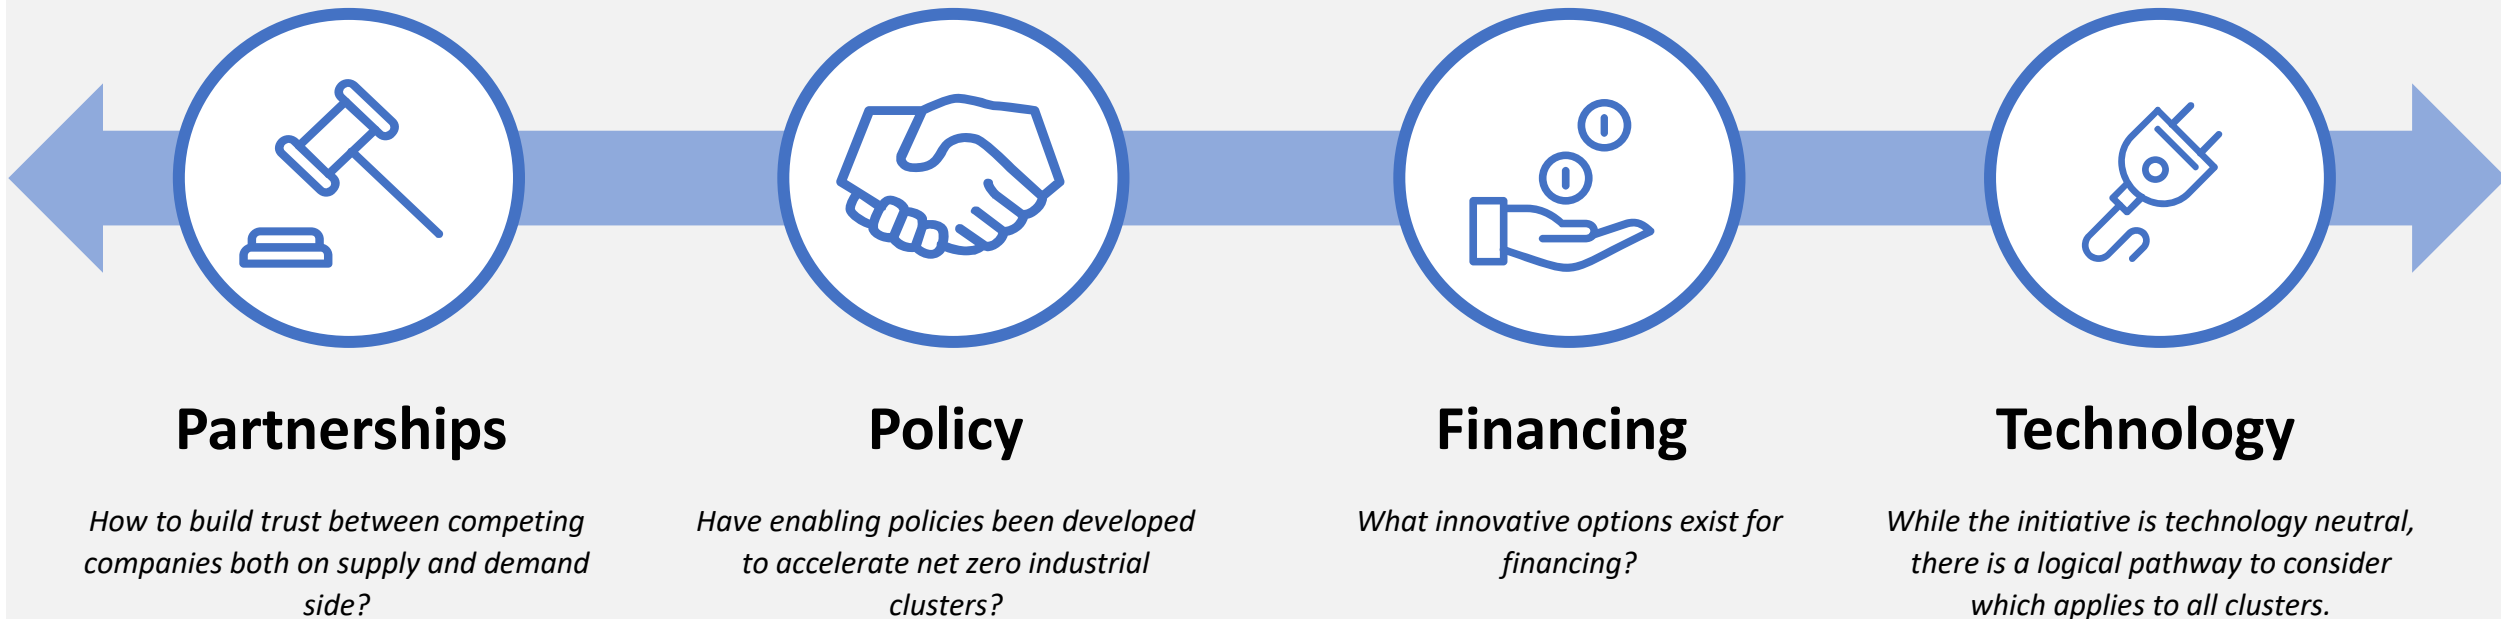 Partnerships
How to build trust between competing
companies both on supply and demand
side?
Policy
Have enabling policies been developed
to accelerate net zero industrial
clusters?
Financing
What innovative options exist for
financing?
Technology
While the initiative is technology neutral,
there is a logical pathway to consider
which applies to all clusters.